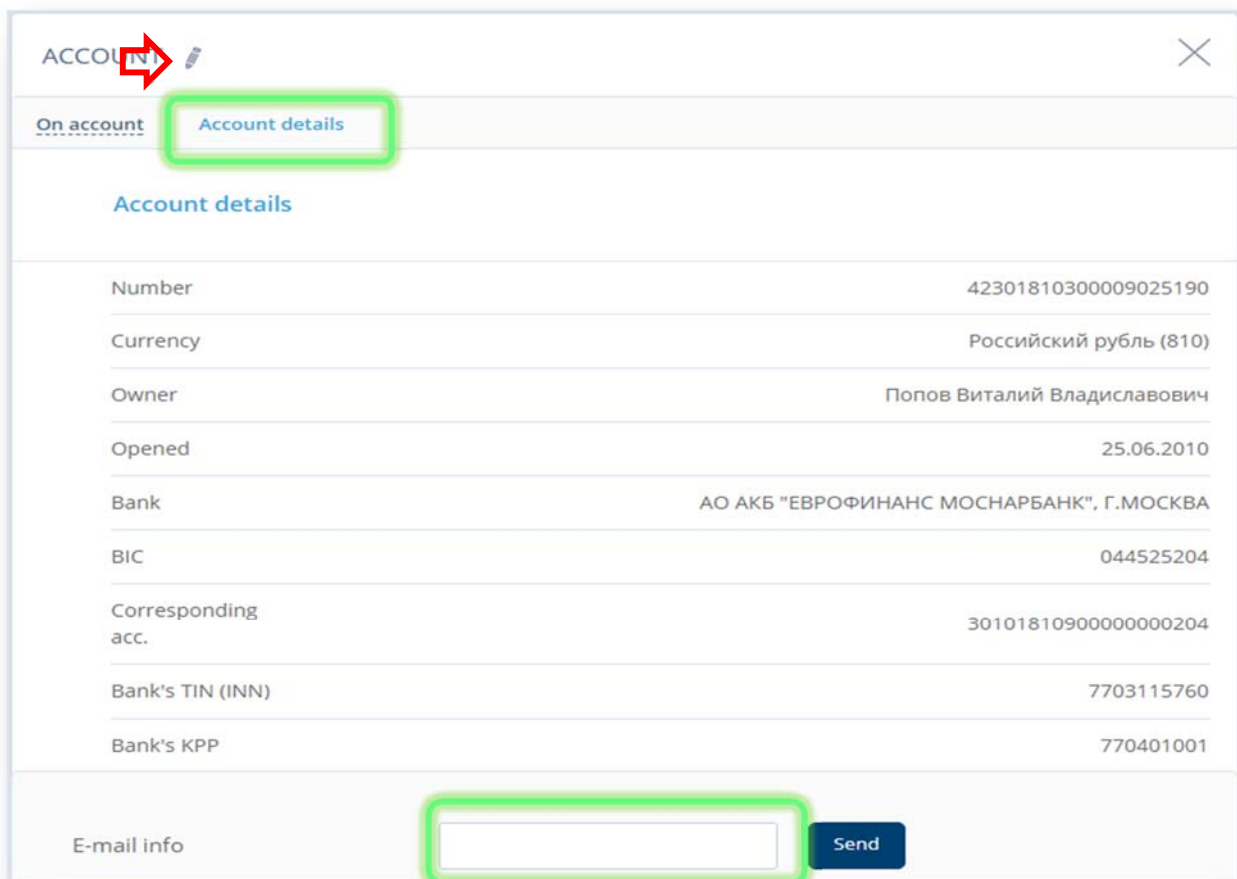 ACCOUNT
On account Account details
Account details
Number 42301810300009025190
Currency Российский рубль (810)
Owner Попов Виталий Владиславович
Opened 25.06.2010
Bank АО АКБ "ЕВРОФИНАНС МОСНАРБАНК", Г.МОСКВА
BIC 044525204
Corresponding
acc. 30101810900000000204
Bank's TIN (INN) 7703115760
Bank's KPP 770401001
E-mail info Send